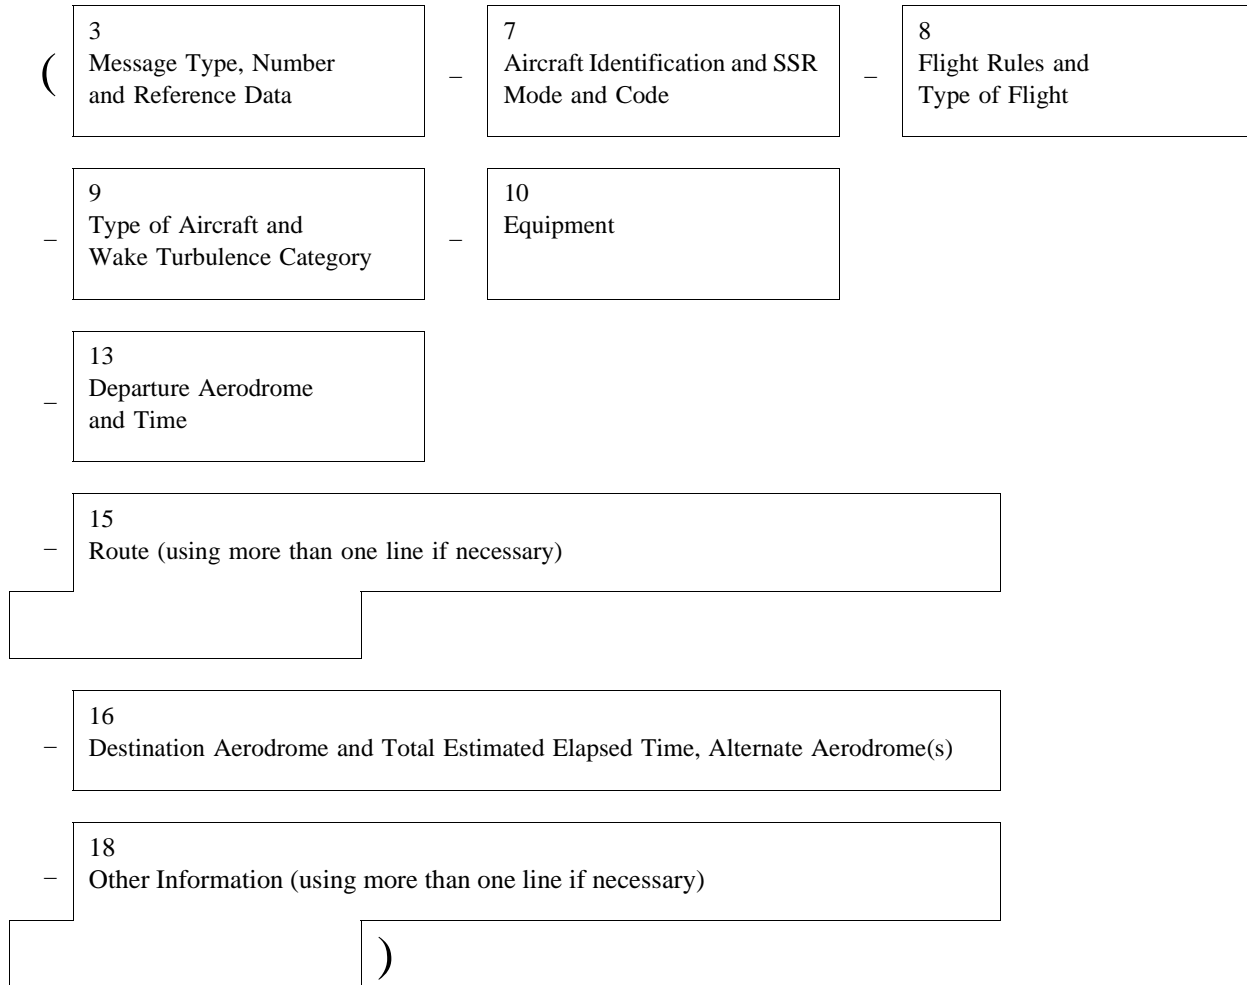 (
3
Message Type, Number
and Reference Data
–
7
Aircraft Identification and SSR
Mode and Code
–
8
Flight Rules and
Type of Flight
–
9
Type of Aircraft and
Wake Turbulence Category
–
10
Equipment
–
13
Departure Aerodrome
and Time
–
15
Route (using more than one line if necessary)
–
16
Destination Aerodrome and Total Estimated Elapsed Time, Alternate Aerodrome(s)
–
18
Other Information (using more than one line if necessary)
)